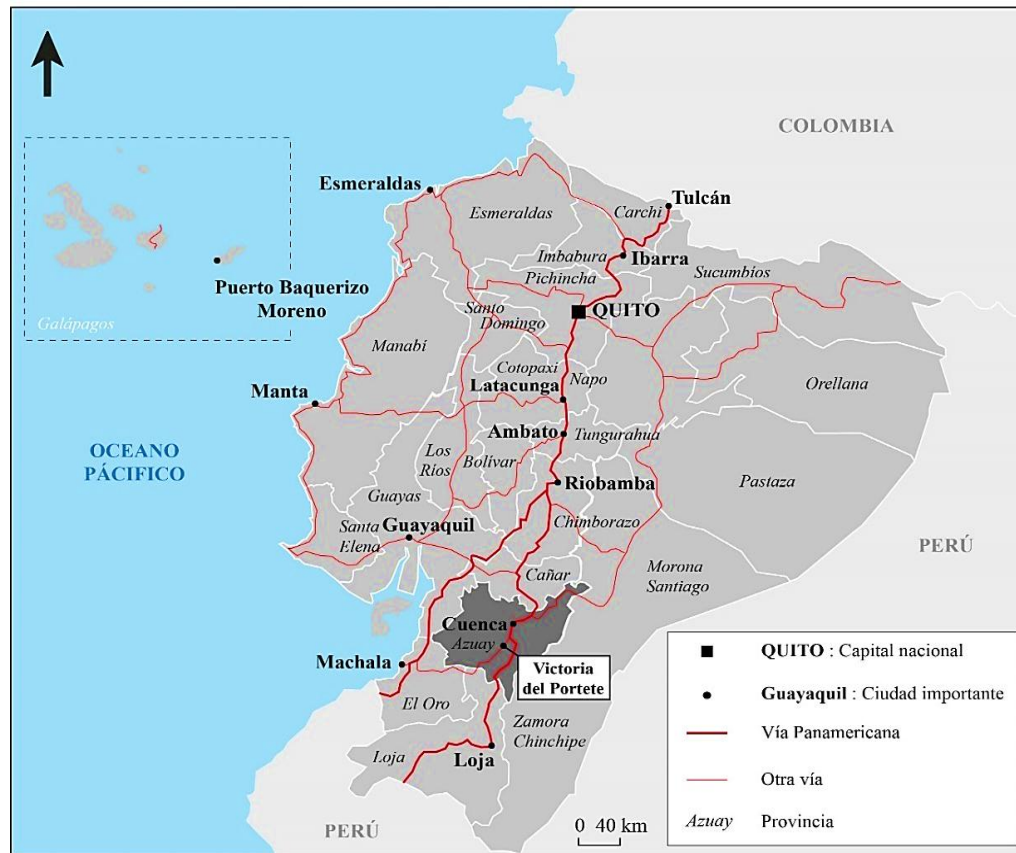 COLOMBIA
Esmeraldas
Tulcán
Esmeraldas
Carchi
Imbabura
Ibarra
Pichincha
Sucumbíos
Puerto Baquerizo
Moreno
Galápagos
Santo
Domingo
QUITO
Manabí
Cotopaxi
Latacunga
Napo
Orellana
Manta
Ambato
Tungurahua
OCEANO
PÁCIFICO
Los
Ríos
Bolívar
Riobamba
Pastaza
Guayas
Santa
Elena
Guayaquil
Chimborazo
PERÚ
Cañar
Morona
Santiago
Cuenca
Azuay
Machala
Victoria
del Portete
El Oro
Zamora
Chinchipe
Loja
Loja
PERÚ
0 40 km
QUITO : Capital nacional
Guayaquil : Ciudad importante
Vía Panamericana
Otra vía
Azuay Provincia